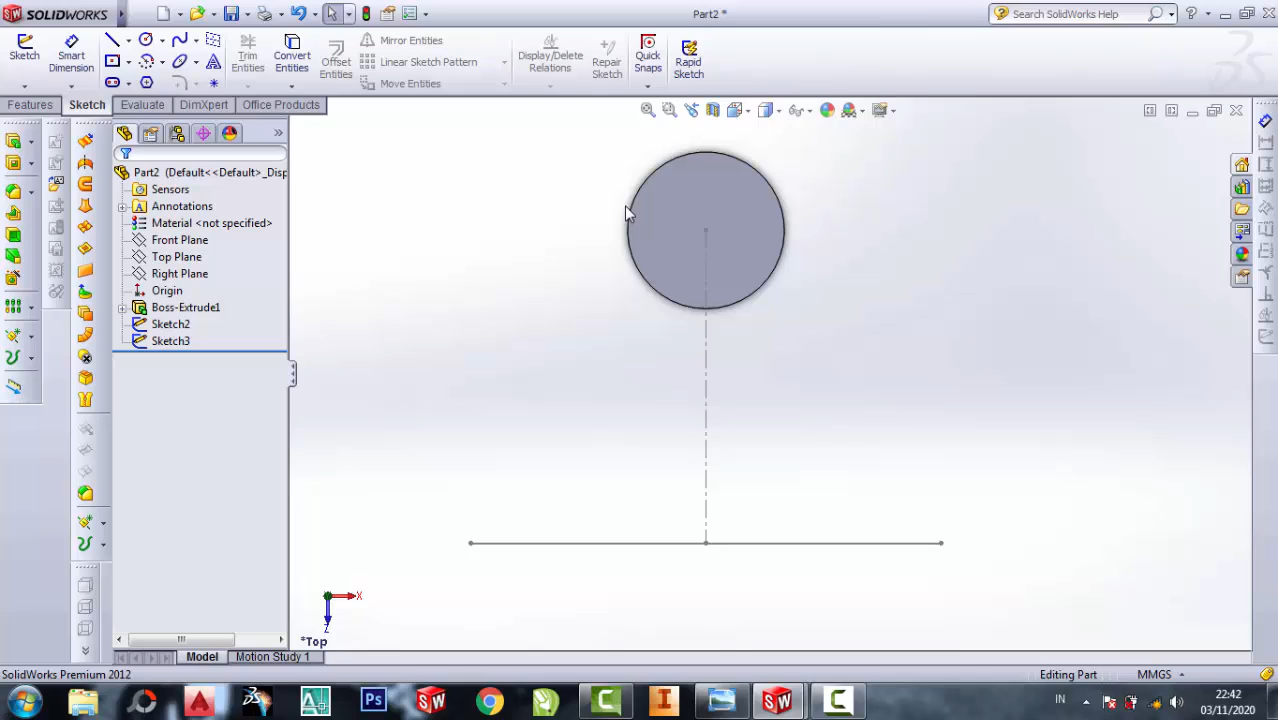 SOLIDWORKS
Part2 *
Search SolidWorks Help
Sketch
Smart Dimension
Trim Entities
Convert Entities
Offset Entities
Mirror Entities
Linear Sketch Pattern
Move Entities
Display/Delete Relations
Repair Sketch
Quick Snaps
Rapid Sketch
Features
Sketch
Evaluate
DimXpert
Office Products
Part2 (Default<<Default>_Disp
Sensors
Annotations
Material <not specified>
Front Plane
Top Plane
Right Plane
Origin
Boss-Extrude1
Sketch2
Sketch3
X
Z
*Top
Model
Motion Study 1
SolidWorks Premium 2012
Editing Part
MMGS
IN
22:42
03/11/2020